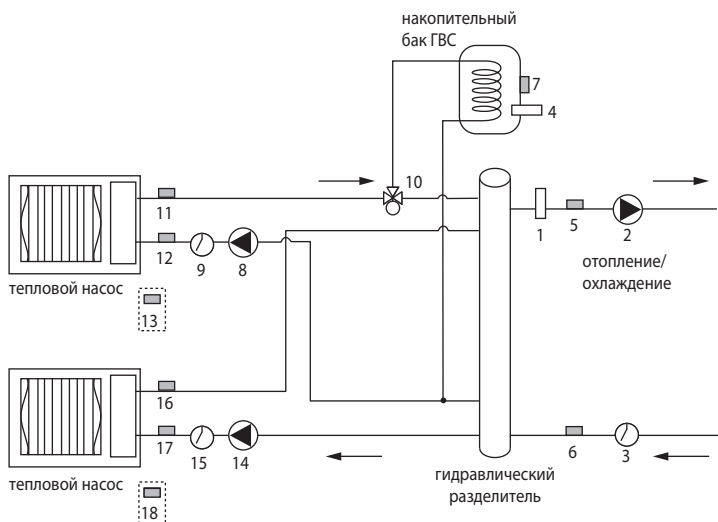 накопительный
бак ГВС
7
4
10
11
1
5
2
12
9
8
отопление/
охлаждение
тепловой насос
13
16
17
15
14
6
3
гидравлический
разделитель
тепловой насос
18